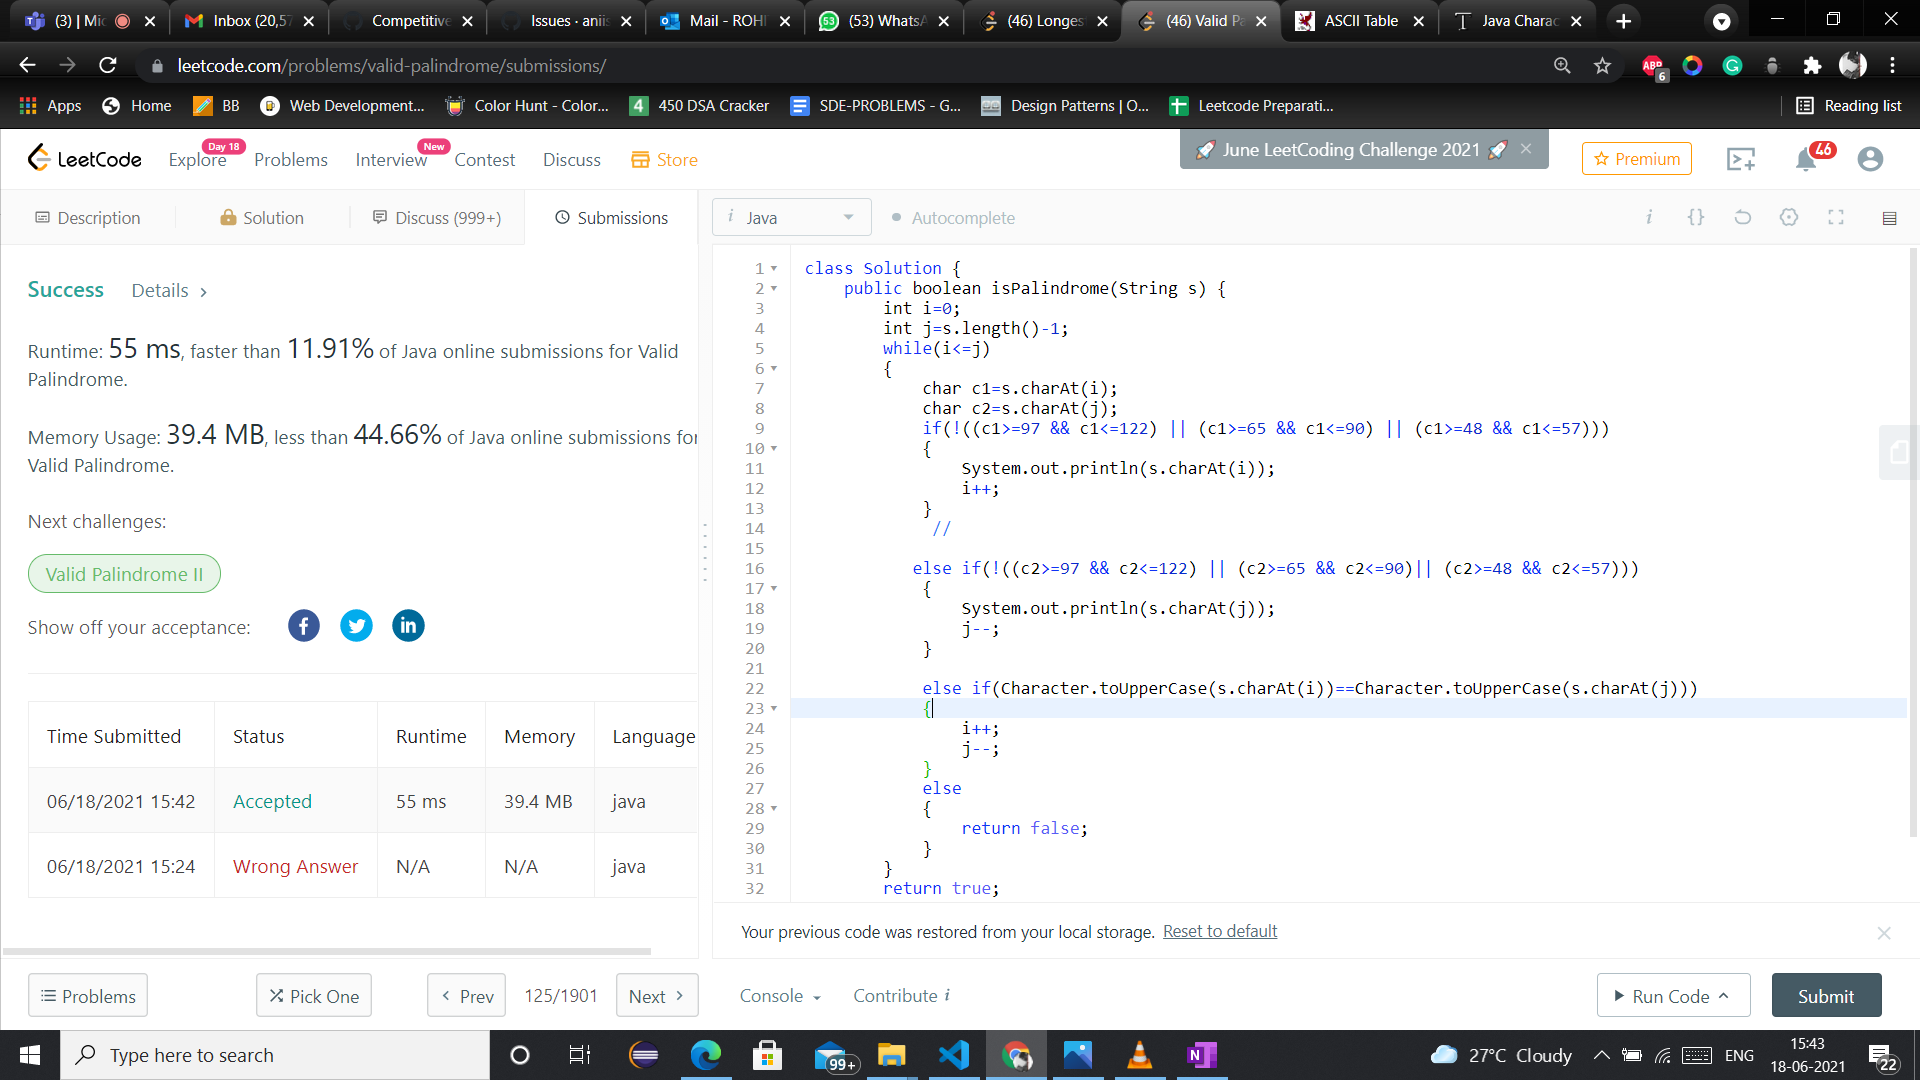 (3) | Mic
Inbox (20,57
Competitive
Issues · aniis
Mail - ROHI
(53) WhatsA
(46) Longes
(46) Valid Pa
ASCII Table
Java Charac
leetcode.com/problems/valid-palindrome/submissions/
ABP
6
Apps
Home
BB
Web Development...
Color Hunt - Color...
450 DSA Cracker
SDE-PROBLEMS - G...
Design Patterns | O...
Leetcode Preparati...
Reading list
LeetCode
Explore
Day 18
Problems
Interview
New
Contest
Discuss
Store
June LeetCoding Challenge 2021
Premium
46
Description
Solution
Discuss (999+)
Submissions
i Java
Autocomplete
Success
Details
Runtime: 55 ms, faster than 11.91% of Java online submissions for Valid
Palindrome.
Memory Usage: 39.4 MB, less than 44.66% of Java online submissions for
Valid Palindrome.
Next challenges:
Valid Palindrome II
Show off your acceptance:
Time Submitted Status Runtime Memory Language
06/18/2021 15:42 Accepted 55 ms 39.4 MB java
06/18/2021 15:24 Wrong Answer N/A N/A java
1 class Solution {
2 public boolean isPalindrome(String s) {
3 int i=0;
4 int j=s.length()-1;
5 while(i<=j)
6 {
7 char c1=s.charAt(i);
8 char c2=s.charAt(j);
9 if(!((c1>=97 && c1<=122) || (c1>=65 && c1<=90) || (c1>=48 && c1<=57)))
10 {
11 System.out.println(s.charAt(i));
12 i++;
13 }
14 //
15
16 else if(!((c2>=97 && c2<=122) || (c2>=65 && c2<=90)|| (c2>=48 && c2<=57)))
17 {
18 System.out.println(s.charAt(j));
19 j--;
20 }
21
22 else if(Character.toUpperCase(s.charAt(i))==Character.toUpperCase(s.charAt(j)))
23 {
24 i++;
25 j--;
26 }
27 else
28 {
29 return false;
30 }
31 }
32 return true;
Your previous code was restored from your local storage. Reset to default
Problems
Pick One
Prev
125/1901
Next
Console
Contribute i
Run Code
Submit
Type here to search
99+
27°C Cloudy
ENG
15:43
18-06-2021
22